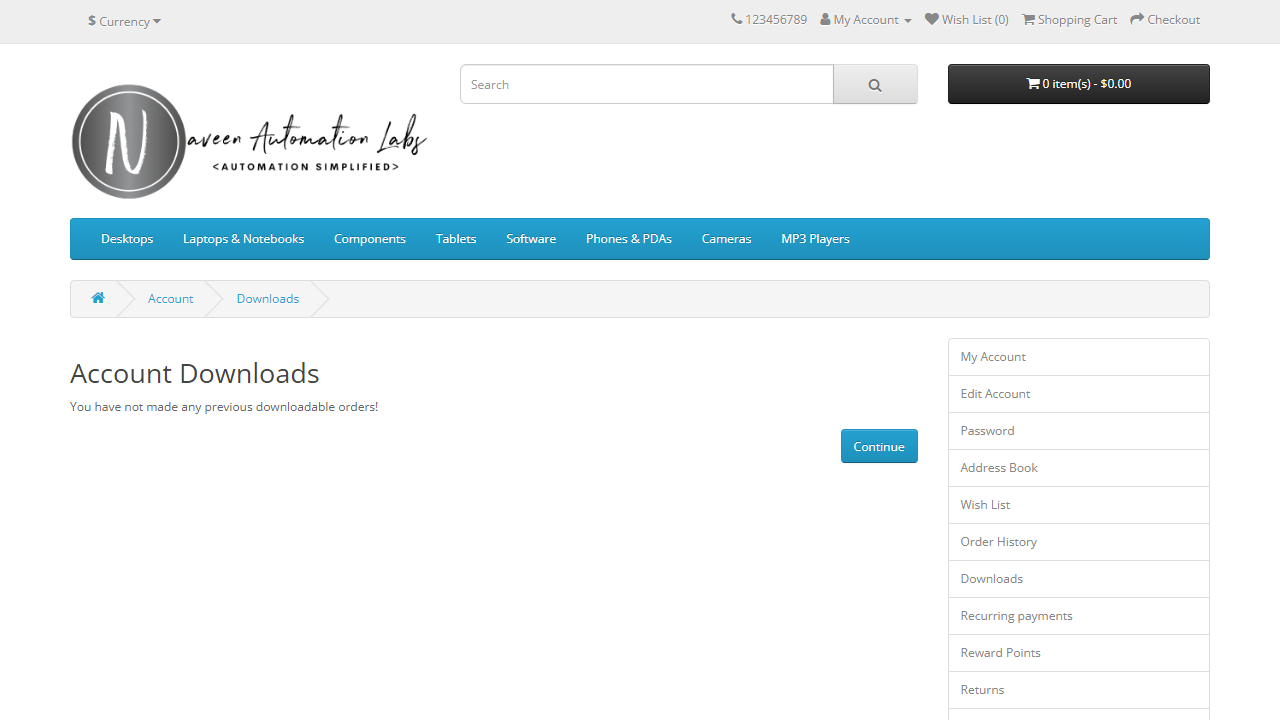 $ Currency
123456789 My Account Wish List (0) Shopping Cart Checkout
Search
0 item(s) - $0.00
N aveen Automation Labs
<AUTOMATION SIMPLIFIED>
Desktops Laptops & Notebooks Components Tablets Software Phones & PDAs Cameras MP3 Players
Account Downloads
Account Downloads
You have not made any previous downloadable orders!
Continue
My Account
Edit Account
Password
Address Book
Wish List
Order History
Downloads
Recurring payments
Reward Points
Returns